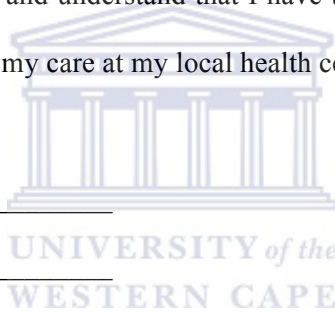 and understand that I have
my care at my local health
UNIVERSITY of the
WESTERN CAPE